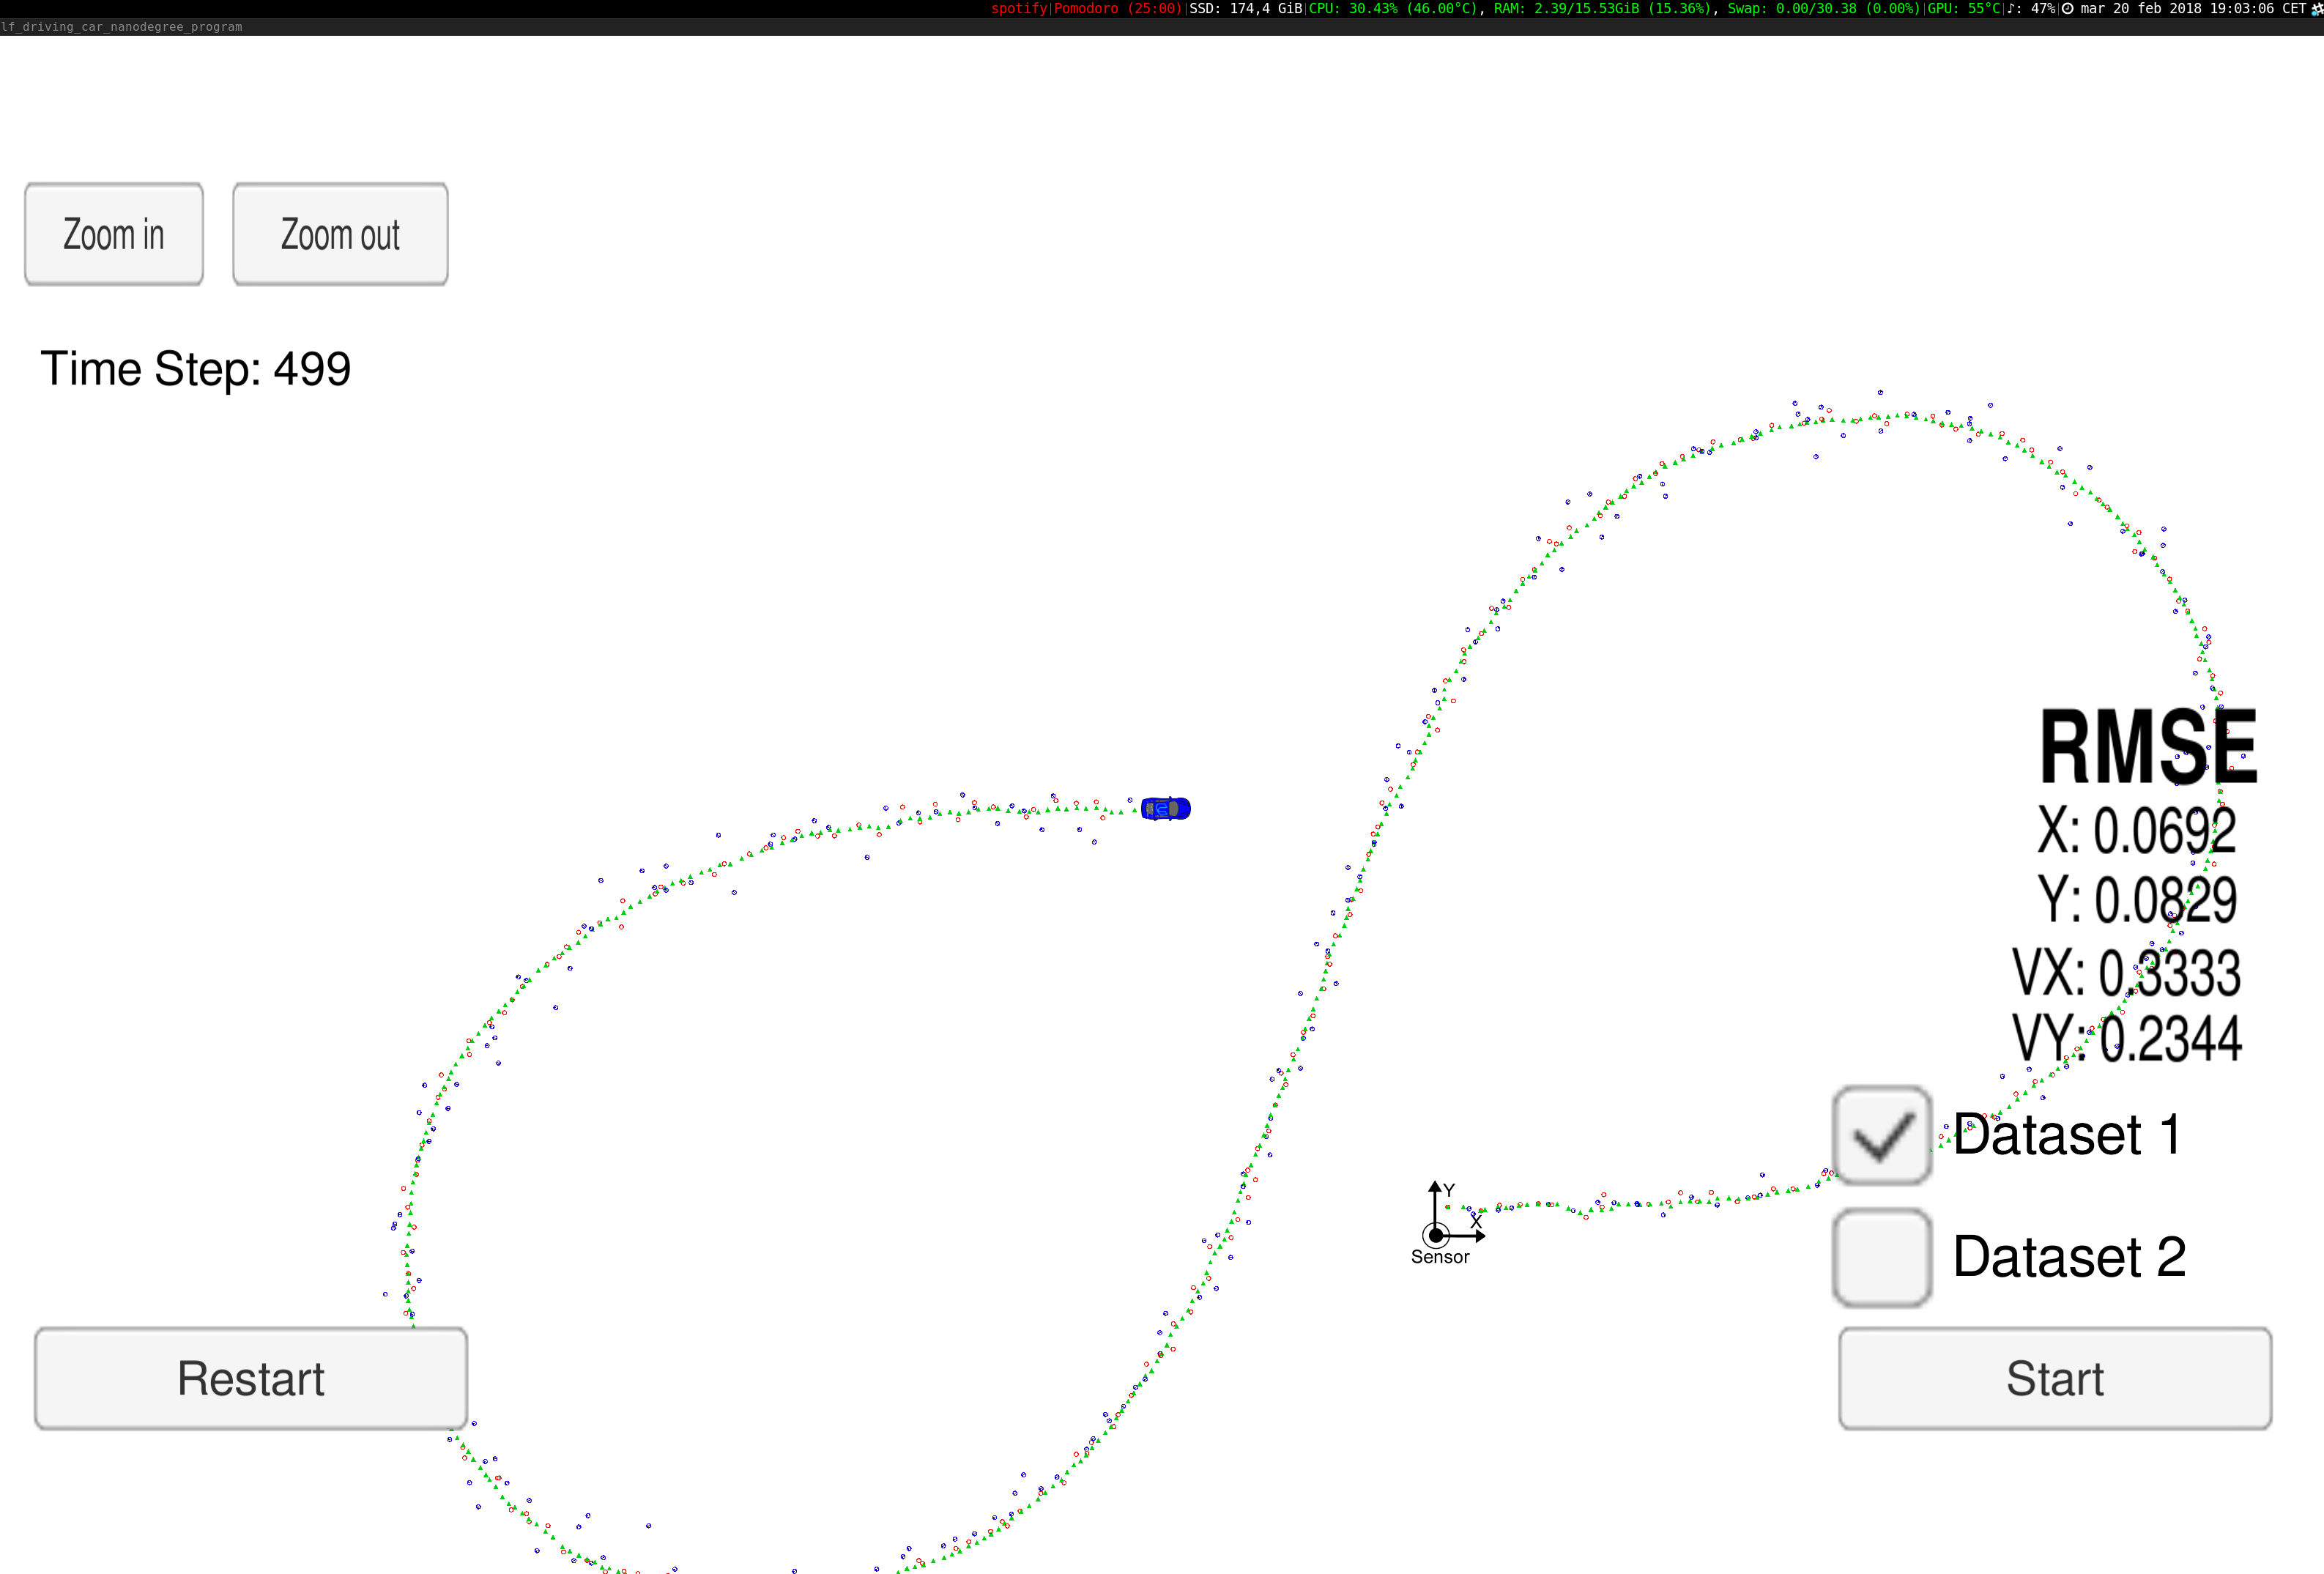 spotify|Pomodoro (25:00)|SSD: 174,4 GiB|CPU: 30.43% (46.00°C), RAM: 2.39/15.53GiB (15.36%), Swap: 0.00/30.38 (0.00%)|GPU: 55°C|♪: 47%| mar 20 feb 2018 19:03:06 CET
lf_driving_car_nanodegree_program
Zoom in
Zoom out
Time Step: 499
RMSE
X: 0.0692
Y: 0.0829
VX: 0.3333
VY: 0.2344
Dataset 1
Y
X
Sensor
Dataset 2
Restart
Start